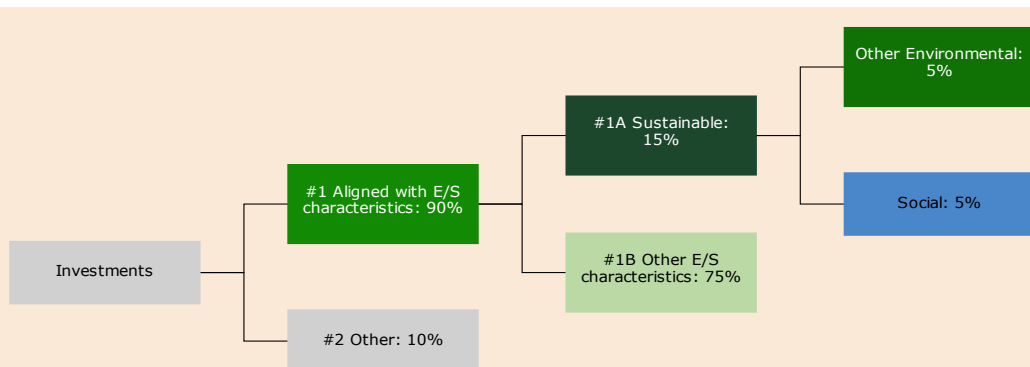 Other Environmental:
5%
#1A Sustainable:
15%
#1 Aligned with E/S
characteristics: 90%
Social: 5%
#1B Other E/S
characteristics: 75%
Investments
#2 Other: 10%